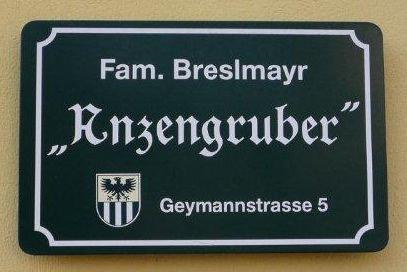 Fam. Breslmayr
„Anzengruber”
Geymannstrasse 5